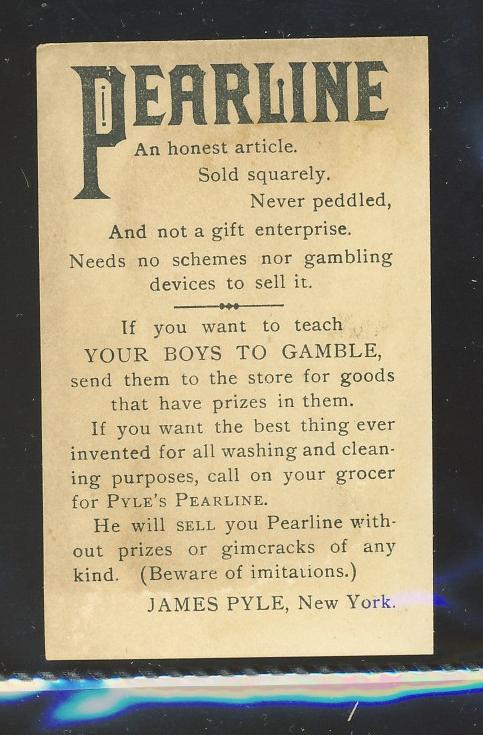 PEARLINE
An honest article.
Sold squarely.
Never peddled,
And not a gift enterprise.
Needs no schemes nor gambling
devices to sell it.
If you want to teach
YOUR BOYS TO GAMBLE,
send them to the store for goods
that have prizes in them.
If you want the best thing ever
invented for all washing and clean-
ing purposes, call on your grocer
for PYLE'S PEARLINE.
He will SELL you Pearline with-
out prizes or gimcracks of any
kind. (Beware of imitations.)
JAMES PYLE, New York.